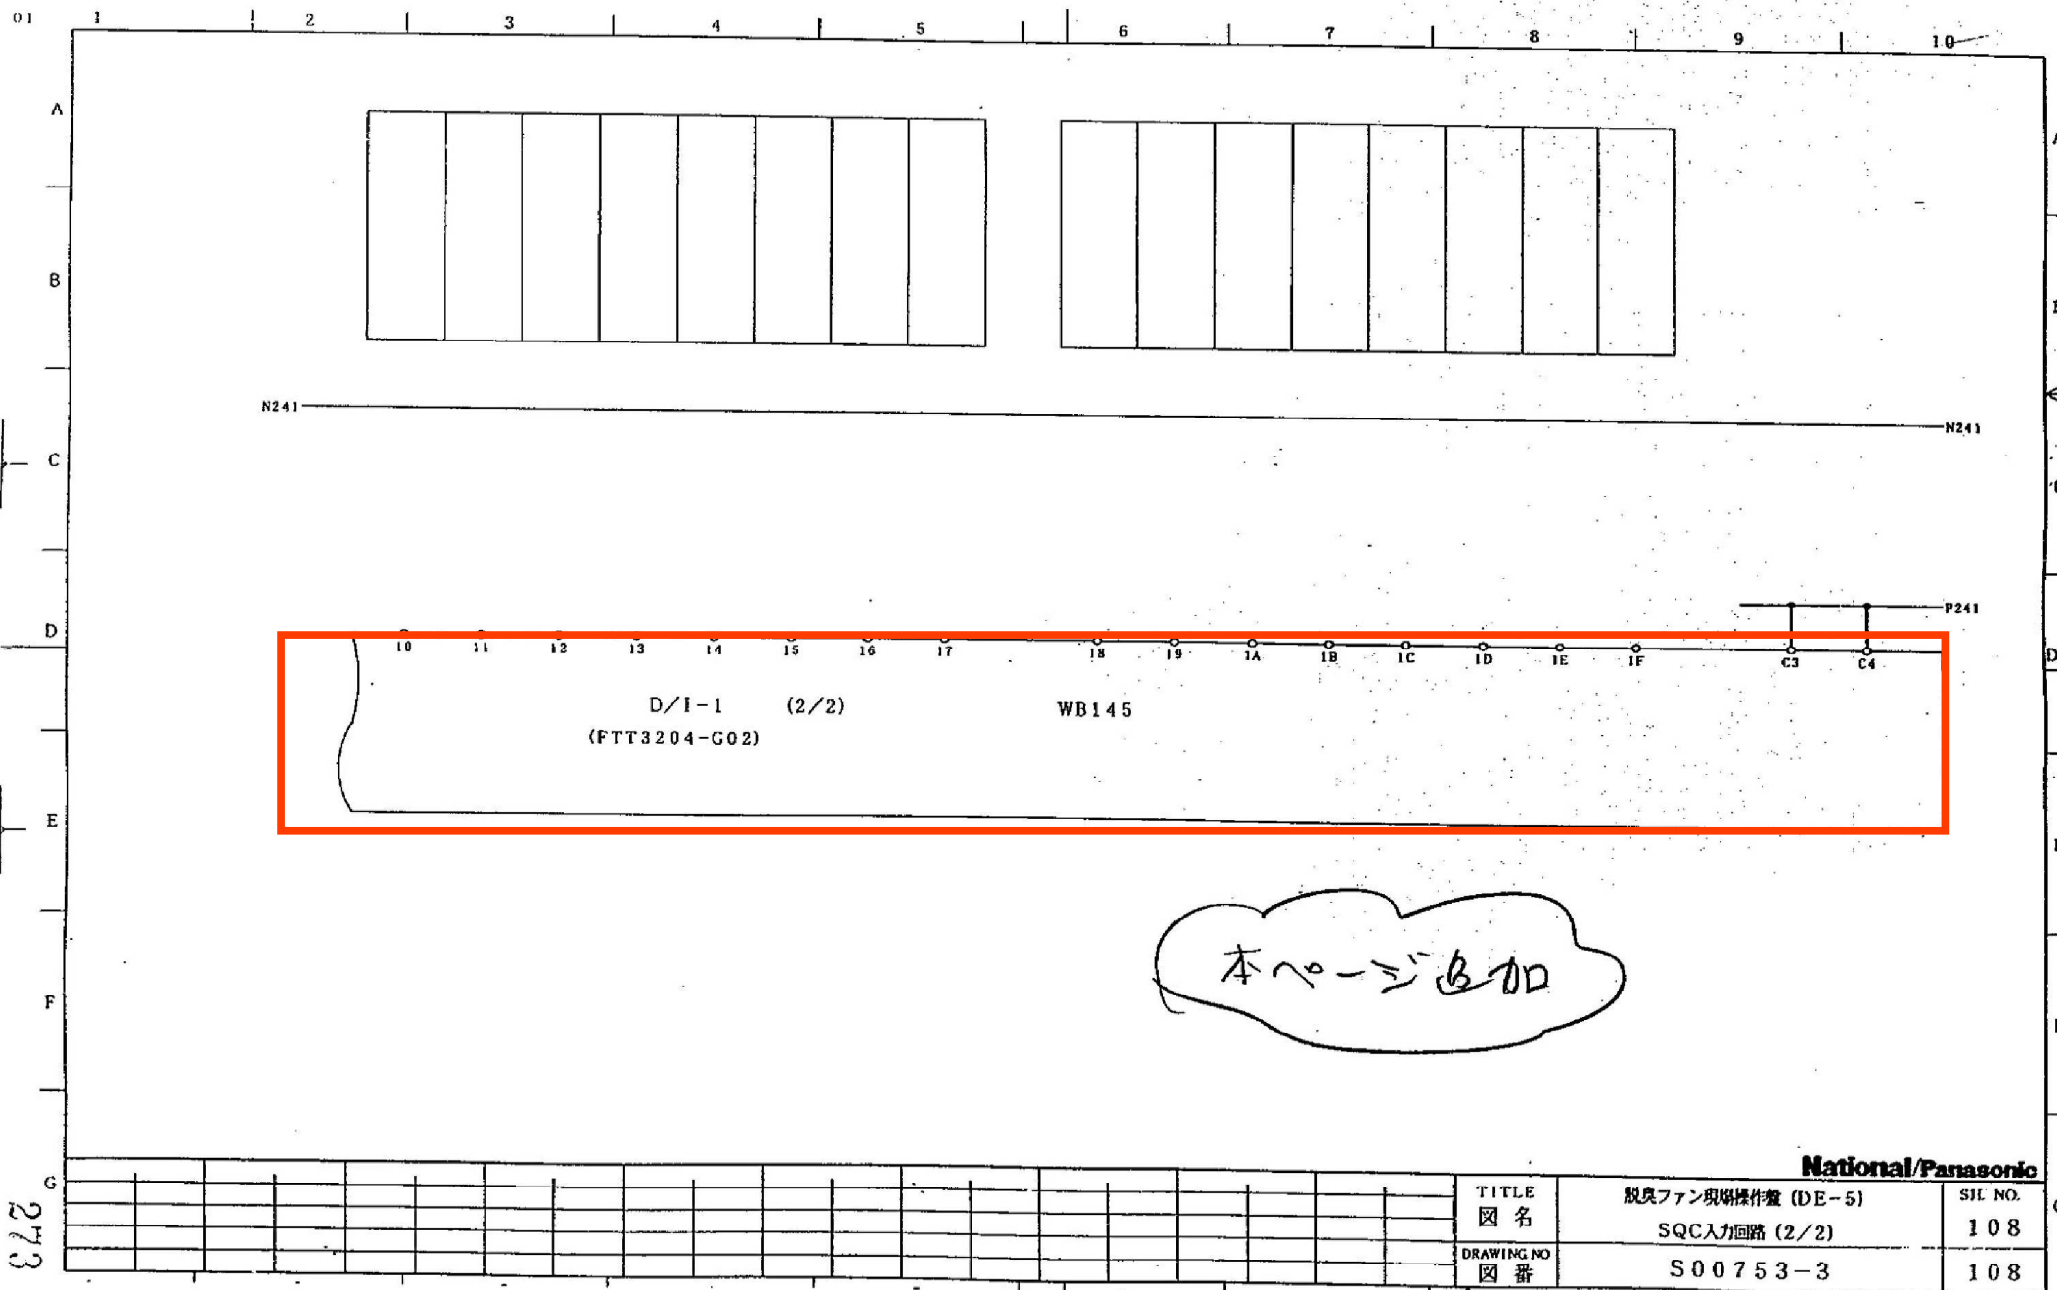 01
1 2 3 4 5 6 7 8 9 10
A
B
N241 N241
C
P241
D D
10 11 12 13 14 15 16 17 18 19 1A 1B 1C 1D 1E 1F C3 C4
D/I-1 (2/2) WB145
(FTT3204-G02)
E
本ページ追加
F
G
National/Panasonic
TITLE 脱臭ファン現場操作盤 (DE-5) SH. NO.
図名 SQC入力回路 (2/2) 108
DRAWING NO
図番 S00753-3 108
273